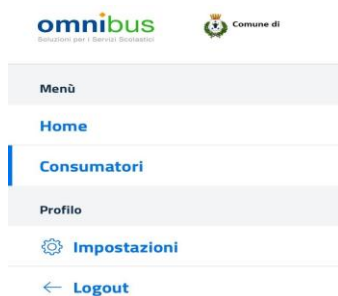 omnibus
Soluzioni per i Servizi Scolastici
Comune di
Menù
Home
Consumatori
Profilo
Impostazioni
Logout